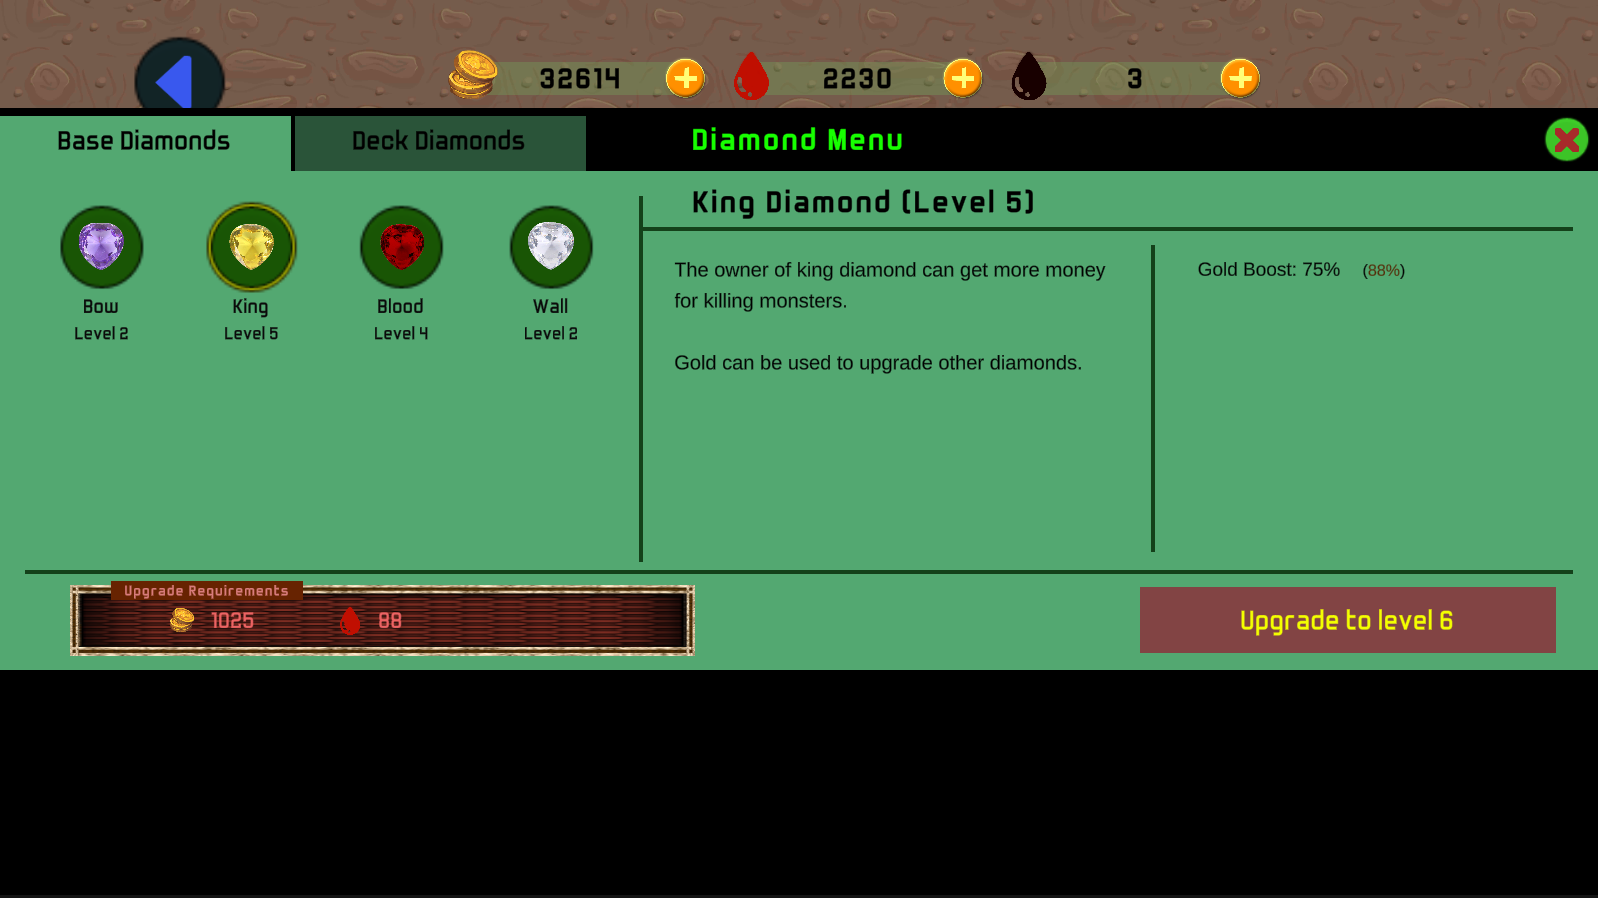 32614
2230
3
Base Diamonds
Deck Diamonds
Diamond Menu
King Diamond (Level 5)
Bow
Level 2
King
Level 5
Blood
Level 4
Wall
Level 2
The owner of king diamond can get more money
for killing monsters.
Gold can be used to upgrade other diamonds.
Gold Boost: 75% (88%)
Upgrade Requirements
1025
88
Upgrade to level 6